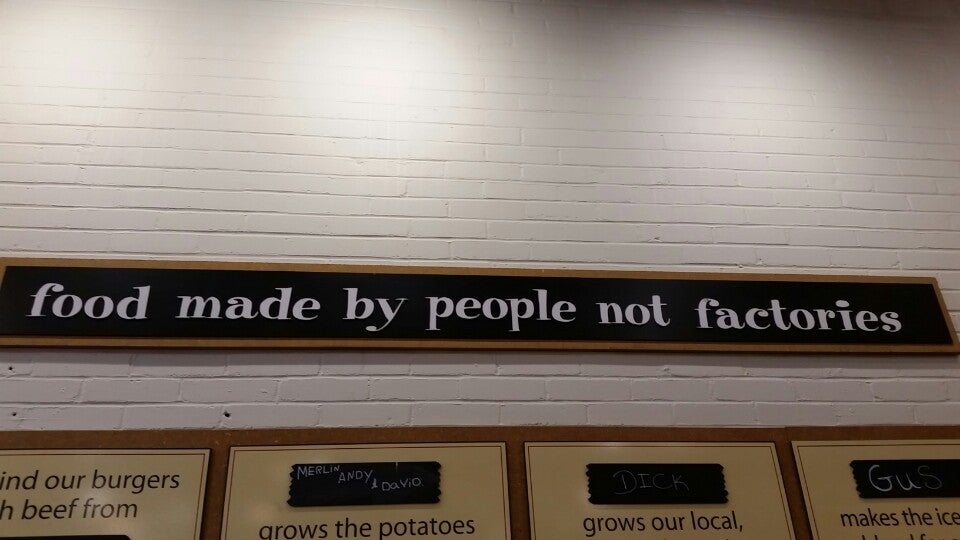 food made by people not factories
ind our burgers
h beef from
MERLIN ANDY & DAVID.
grows the potatoes
DICK
grows our local,
GUS
makes the ice